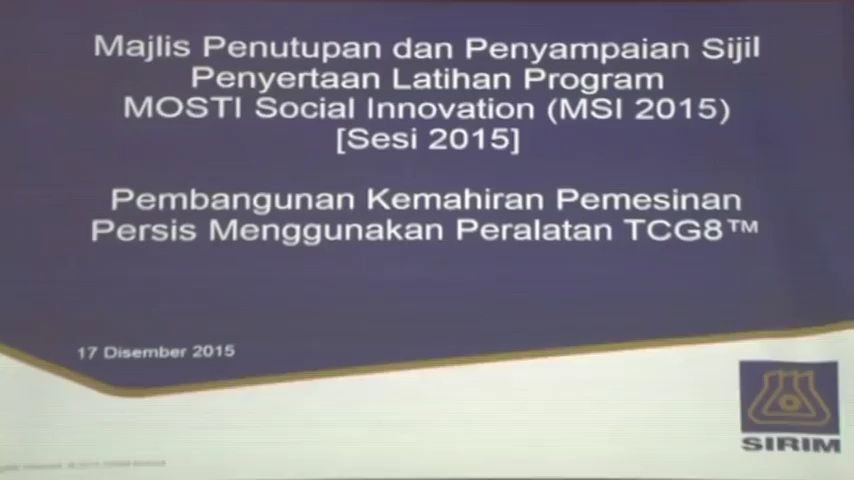 Majlis Penutupan dan Penyampaian Sijil
Penyertaan Latihan Program
MOSTI Social Innovation (MSI 2015)
[Sesi 2015]
Pembangunan Kemahiran Pemesinan
Persis Menggunakan Peralatan TCG8™
17 Disember 2015
SIRIM